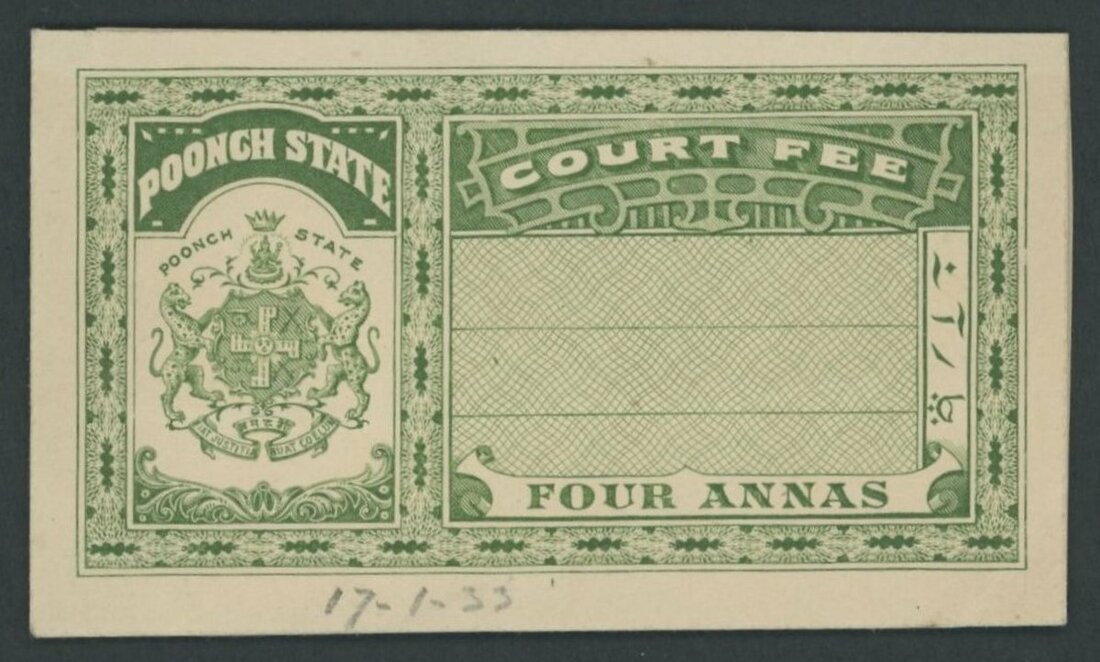 POONCH STATE
COURT FEE
POONCH STATE
FOUR ANNAS
17-1-33